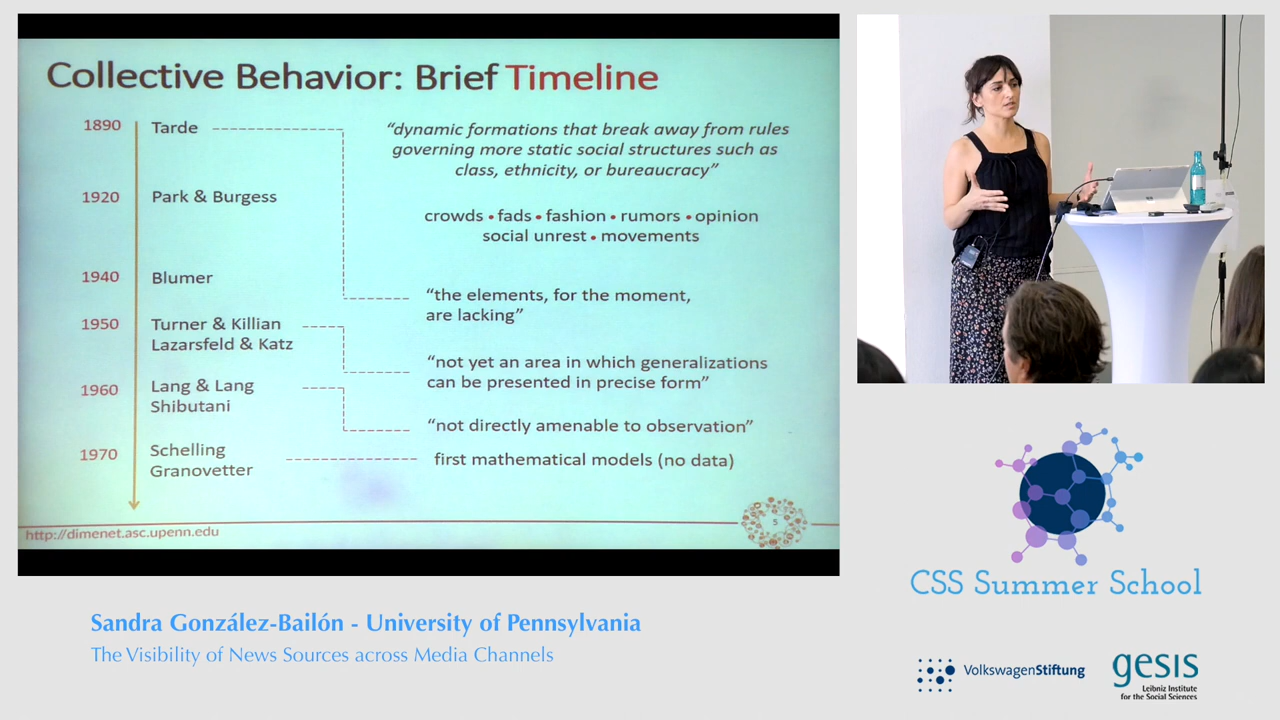 Collective Behavior: Brief Timeline
1890
Tarde
"dynamic formations that break away from rules
governing more static social structures such as
class, ethnicity, or bureaucracy"
1920
Park & Burgess
crowds • fads • fashion • rumors • opinion
social unrest • movements
1940
Blumer
"the elements, for the moment,
are lacking"
1950
Turner & Killian
Lazarsfeld & Katz
"not yet an area in which generalizations
can be presented in precise form"
1960
Lang & Lang
Shibutani
"not directly amenable to observation"
1970
Schelling
Granovetter
first mathematical models (no data)
http://dimenet.asc.upenn.edu
5
CSS Summer School
Sandra González-Bailón - University of Pennsylvania
The Visibility of News Sources across Media Channels
VolkswagenStiftung
gesis
Leibniz Institute
for the Social Sciences